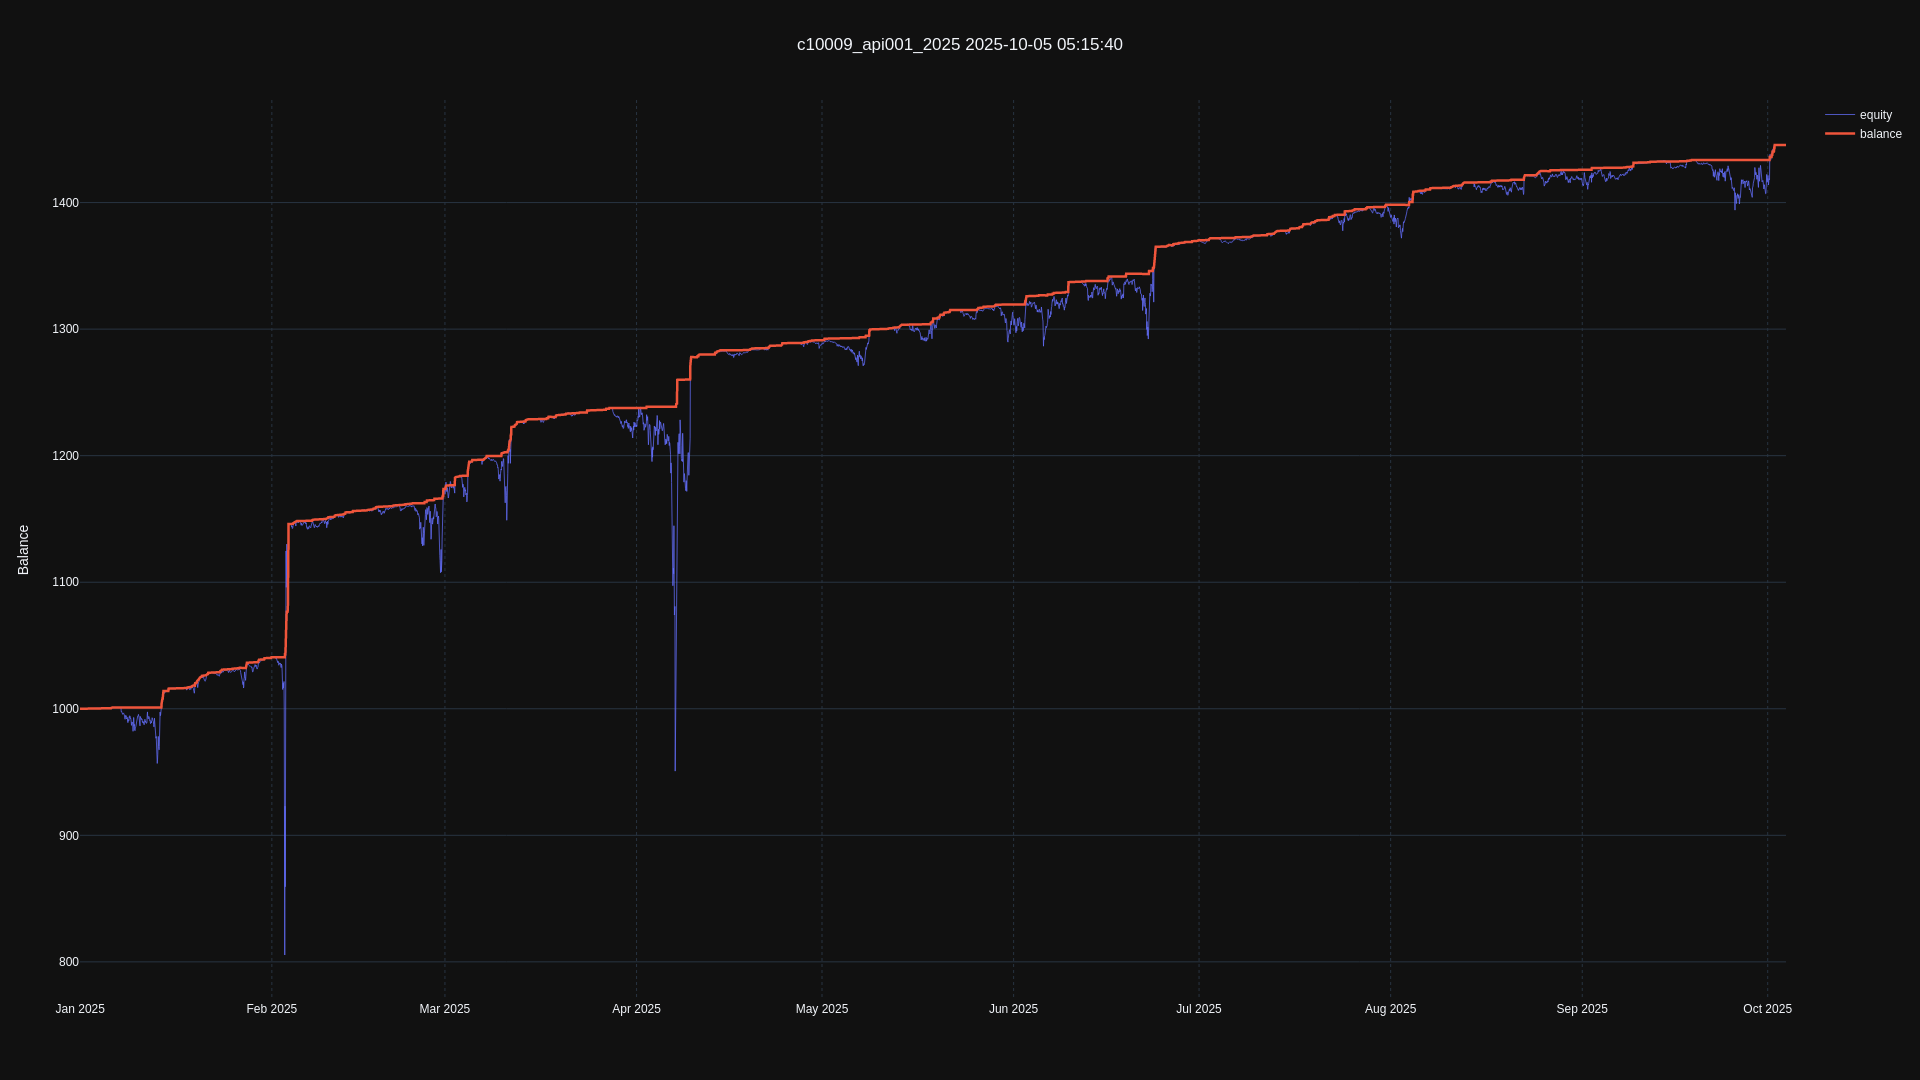 c10009_api001_2025 2025-10-05 05:15:40
equity
balance
Balance
1400
1300
1200
1100
1000
900
800
Jan 2025
Feb 2025
Mar 2025
Apr 2025
May 2025
Jun 2025
Jul 2025
Aug 2025
Sep 2025
Oct 2025